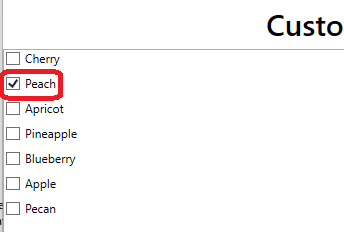 Custo
Cherry
Peach
Apricot
Pineapple
Blueberry
Apple
Pecan